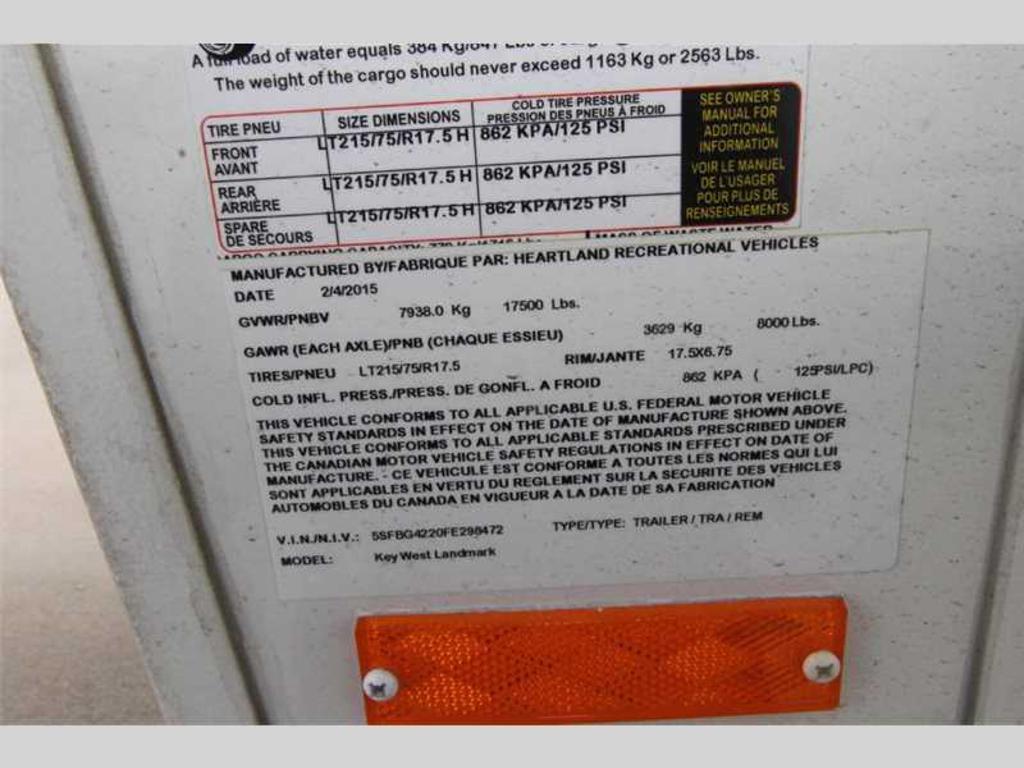 A full load of water equals 384 Kg/847
The weight of the cargo should never exceed 1163 Kg or 2563 Lbs.
TIRE PNEU SIZE DIMENSIONS COLD TIRE PRESSURE
PRESSION DES PNEUS À FROID
FRONT
AVANT LT215/75/R17.5 H 862 KPA/125 PSI
REAR
ARRIÈRE LT215/75/R17.5 H 862 KPA/125 PSI
SPARE
DE SECOURS LT215/75/R17.5 H 862 KPA/125 PSI
SEE OWNER'S
MANUAL FOR
ADDITIONAL
INFORMATION
VOIR LE MANUEL
DE L'USAGER
POUR PLUS DE
RENSEIGNEMENTS
MANUFACTURED BY/FABRIQUE PAR: HEARTLAND RECREATIONAL VEHICLES
DATE 2/4/2015
GVWR/PNBV 7938.0 Kg 17500 Lbs.
GAWR (EACH AXLE)/PNB (CHAQUE ESSIEU) 3629 Kg 8000 Lbs.
TIRES/PNEU LT215/75/R17.5 RIM/JANTE 17.5X6.75
COLD INFL. PRESS./PRESS. DE GONFL. A FROID 862 KPA ( 125PSI/LPC)
THIS VEHICLE CONFORMS TO ALL APPLICABLE U.S. FEDERAL MOTOR VEHICLE
SAFETY STANDARDS IN EFFECT ON THE DATE OF MANUFACTURE SHOWN ABOVE.
THIS VEHICLE CONFORMS TO ALL APPLICABLE STANDARDS PRESCRIBED UNDER
THE CANADIAN MOTOR VEHICLE SAFETY REGULATIONS IN EFFECT ON DATE OF
MANUFACTURE. - CE VEHICULE EST CONFORME A TOUTES LES NORMES QUI LUI
SONT APPLICABLES EN VERTU DU REGLEMENT SUR LA SECURITE DES VEHICLES
AUTOMOBILES DU CANADA EN VIGUEUR A LA DATE DE SA FABRICATION
V.I.N./N.I.V.: 5SFBG4220FE298472 TYPE/TYPE: TRAILER / TRA / REM
MODEL: Key West Landmark